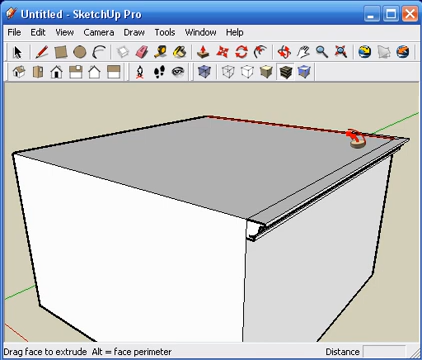 Untitled - SketchUp Pro
File Edit View Camera Draw Tools Window Help
Drag face to extrude Alt = face perimeter Distance